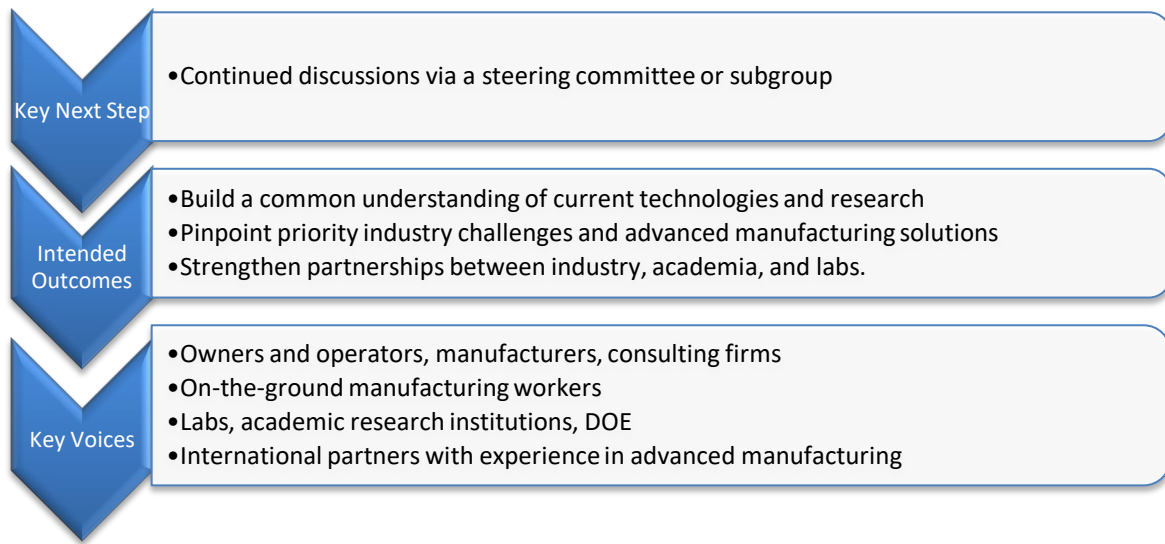 Key Next Step
•Continued discussions via a steering committee or subgroup
Intended
Outcomes
•Build a common understanding of current technologies and research
•Pinpoint priority industry challenges and advanced manufacturing solutions
•Strengthen partnerships between industry, academia, and labs.
Key Voices
•Owners and operators, manufacturers, consulting firms
•On-the-ground manufacturing workers
•Labs, academic research institutions, DOE
•International partners with experience in advanced manufacturing